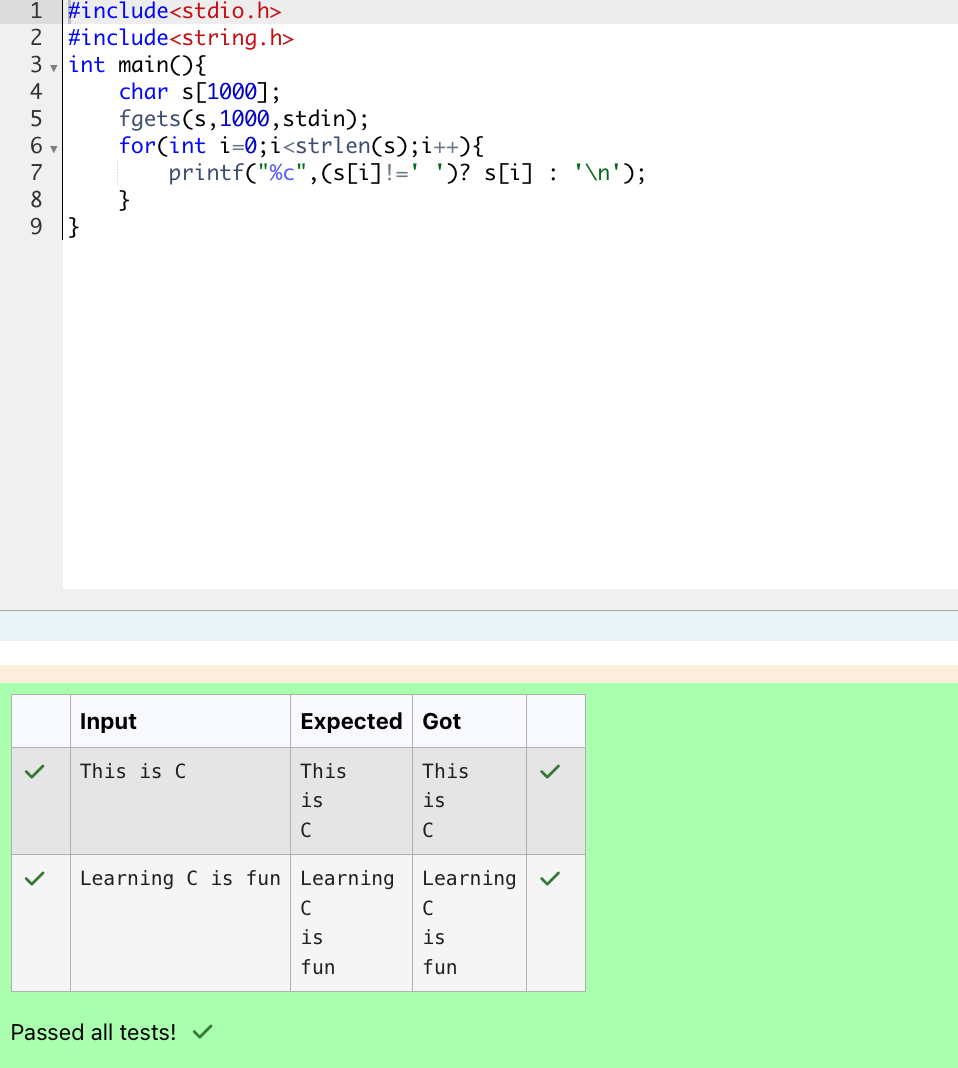 1 #include<stdio.h>
2 #include<string.h>
3 int main(){
4     char s[1000];
5     fgets(s,1000,stdin);
6     for(int i=0;i<strlen(s);i++){
7         printf("%c",(s[i]!=' ')? s[i] : '\n');
8     }
9 }
Input Expected Got
This is C This This
is is
C C
Learning C is fun Learning Learning
C C
is is
fun fun
Passed all tests!